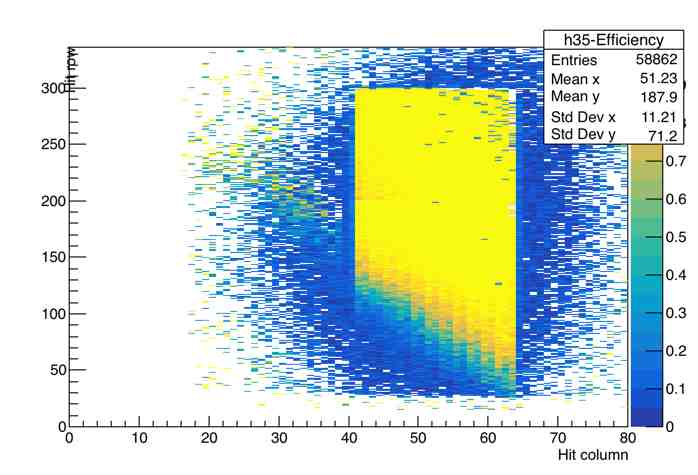 h35-Efficiency
Entries 58862
Mean x 51.23
Mean y 187.9
Std Dev x 11.21
Std Dev y 71.2
300
250
200
150
100
50
0
0 10 20 30 40 50 60 70 80
Hit column
0.7
0.6
0.5
0.4
0.3
0.2
0.1
0